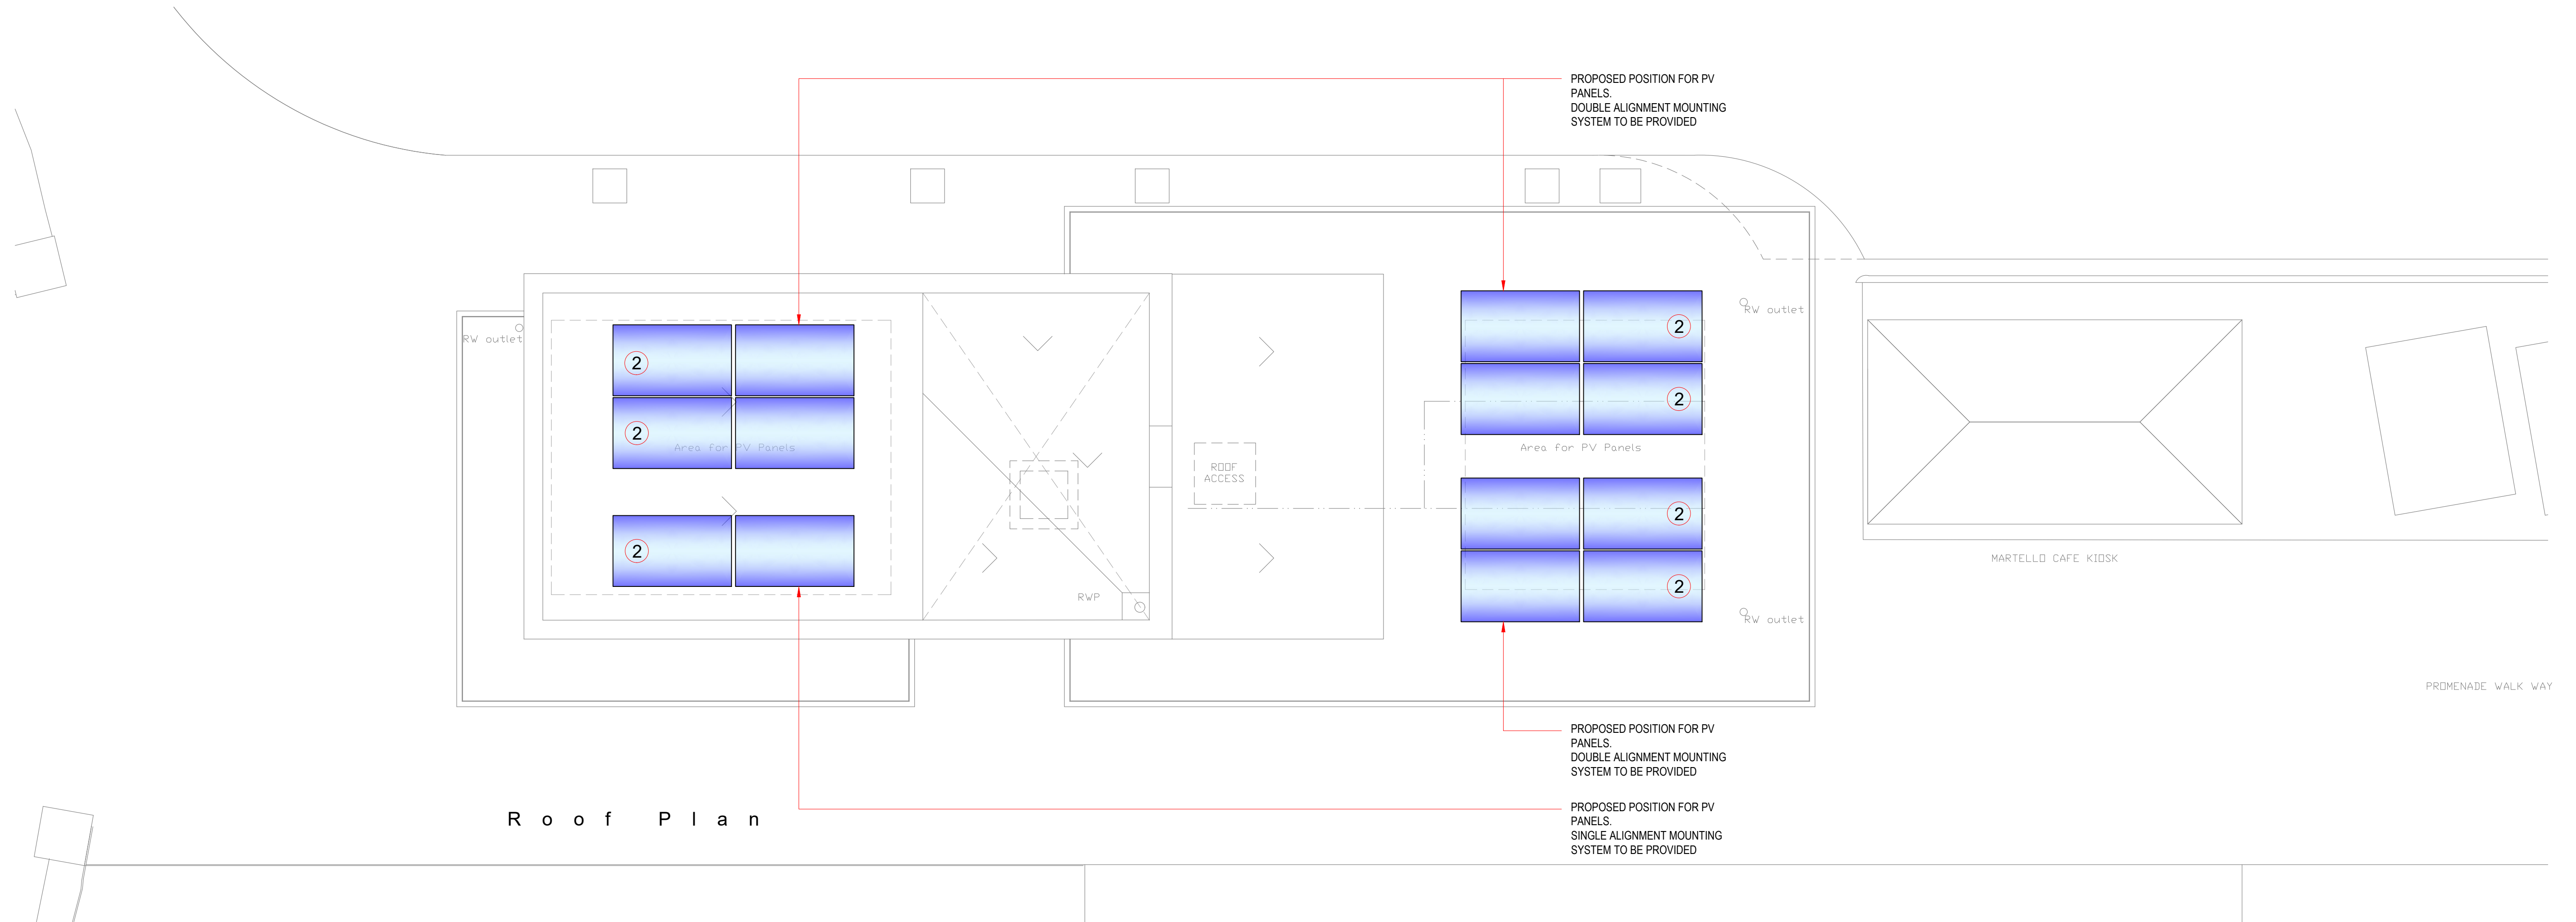 PROPOSED POSITION FOR PV
PANELS.
DOUBLE ALIGNMENT MOUNTING
SYSTEM TO BE PROVIDED
RW outlet
2
2
Area for PV Panels
2
RWP
ROOF
ACCESS
2
2
Area for PV Panels
2
2
RW outlet
RW outlet
MARTELLO CAFE KIOSK
PROMENADE WALK WAY
PROPOSED POSITION FOR PV
PANELS.
DOUBLE ALIGNMENT MOUNTING
SYSTEM TO BE PROVIDED
PROPOSED POSITION FOR PV
PANELS.
SINGLE ALIGNMENT MOUNTING
SYSTEM TO BE PROVIDED
Roof Plan